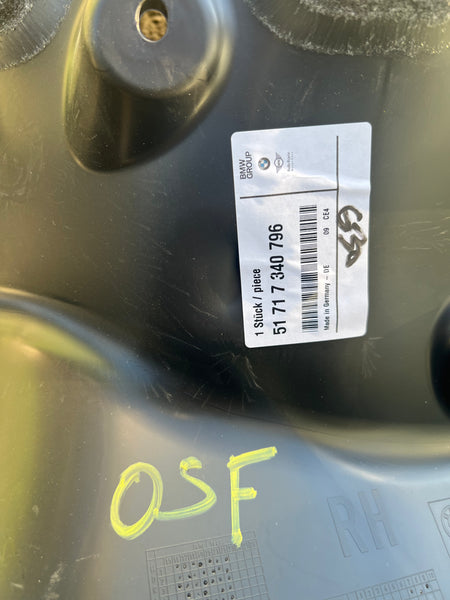 BMW
GROUP
1 Stück / piece
51 71 7 340 796
Made in Germany - DE 09 CE4
G30
OSF
RH